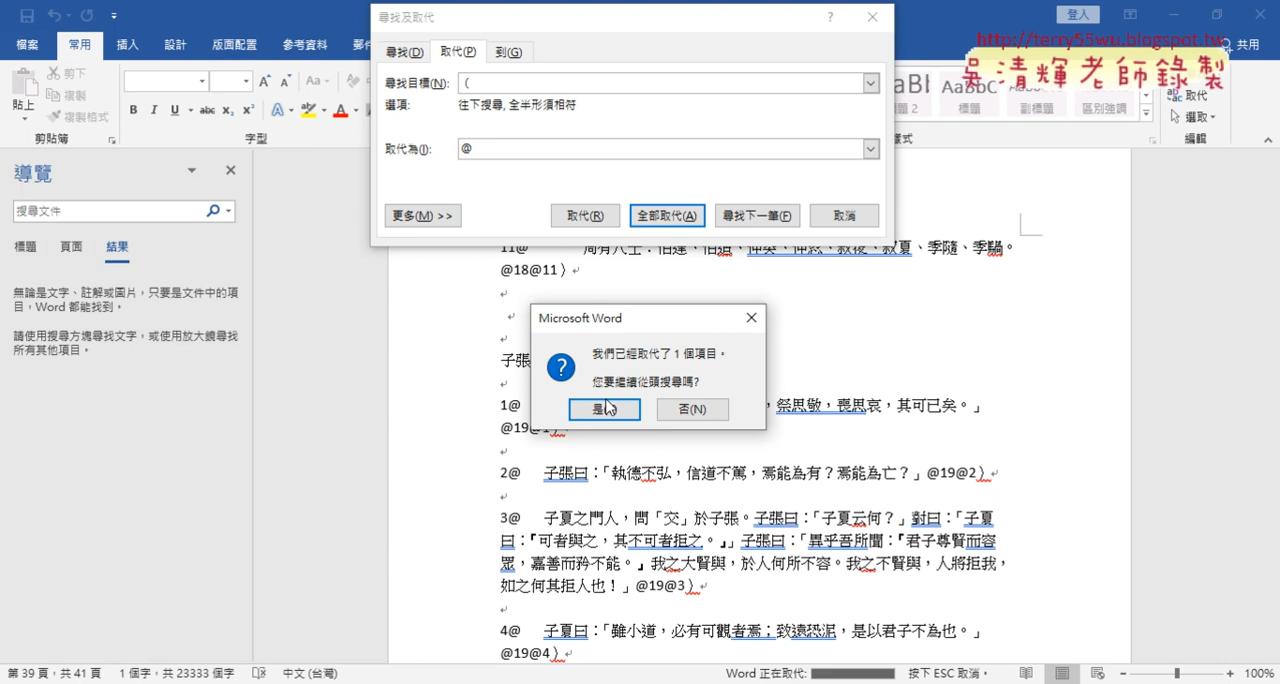 尋找及取代
登入
檔案
常用
插入
設計
版面配置
參考資料
http://terry55wu.blogspot.tw
共用
吳清輝老師錄製
剪下
複製
複製格式
貼上
剪貼簿
字型
標題
副標題
區別強調
取代
選取
編輯
尋找(D)
取代(P)
到(G)
尋找目標(N):
(
選項:
往下搜尋, 全半形須相符
取代為(I):
@
更多(M) >>
取代(R)
全部取代(A)
尋找下一筆(F)
取消
導覽
搜尋文件
標題
頁面
結果
無論是文字、註解或圖片，只要是文件中的項
目，Word 都能找到。
請使用搜尋方塊尋找文字，或使用放大鏡尋找
所有其他項目。
@18@11）
子張
1@
，祭思敬，喪思哀，其可已矣。」
2@ 子張曰：「執德不弘，信道不篤，焉能為有？焉能為亡？」@19@2）
3@ 子夏之門人，問「交」於子張。子張曰：「子夏云何？」對曰：「子夏
曰：『可者與之，其不可者拒之。』」子張曰：「異乎吾所聞：『君子尊賢而容
眾，嘉善而矜不能。』我之大賢與，於人何所不容。我之不賢與，人將拒我，
如之何其拒人也！」@19@3）
4@ 子夏曰：「雖小道，必有可觀者焉；致遠恐泥，是以君子不為也。」
@19@4）
Microsoft Word
我們已經取代了 1 個項目。
您要繼續從頭搜尋嗎?
是
否(N)
第 39 頁，共 41 頁
1 個字，共 23333 個字
中文 (台灣)
Word 正在取代:
按下 ESC 取消。
100%